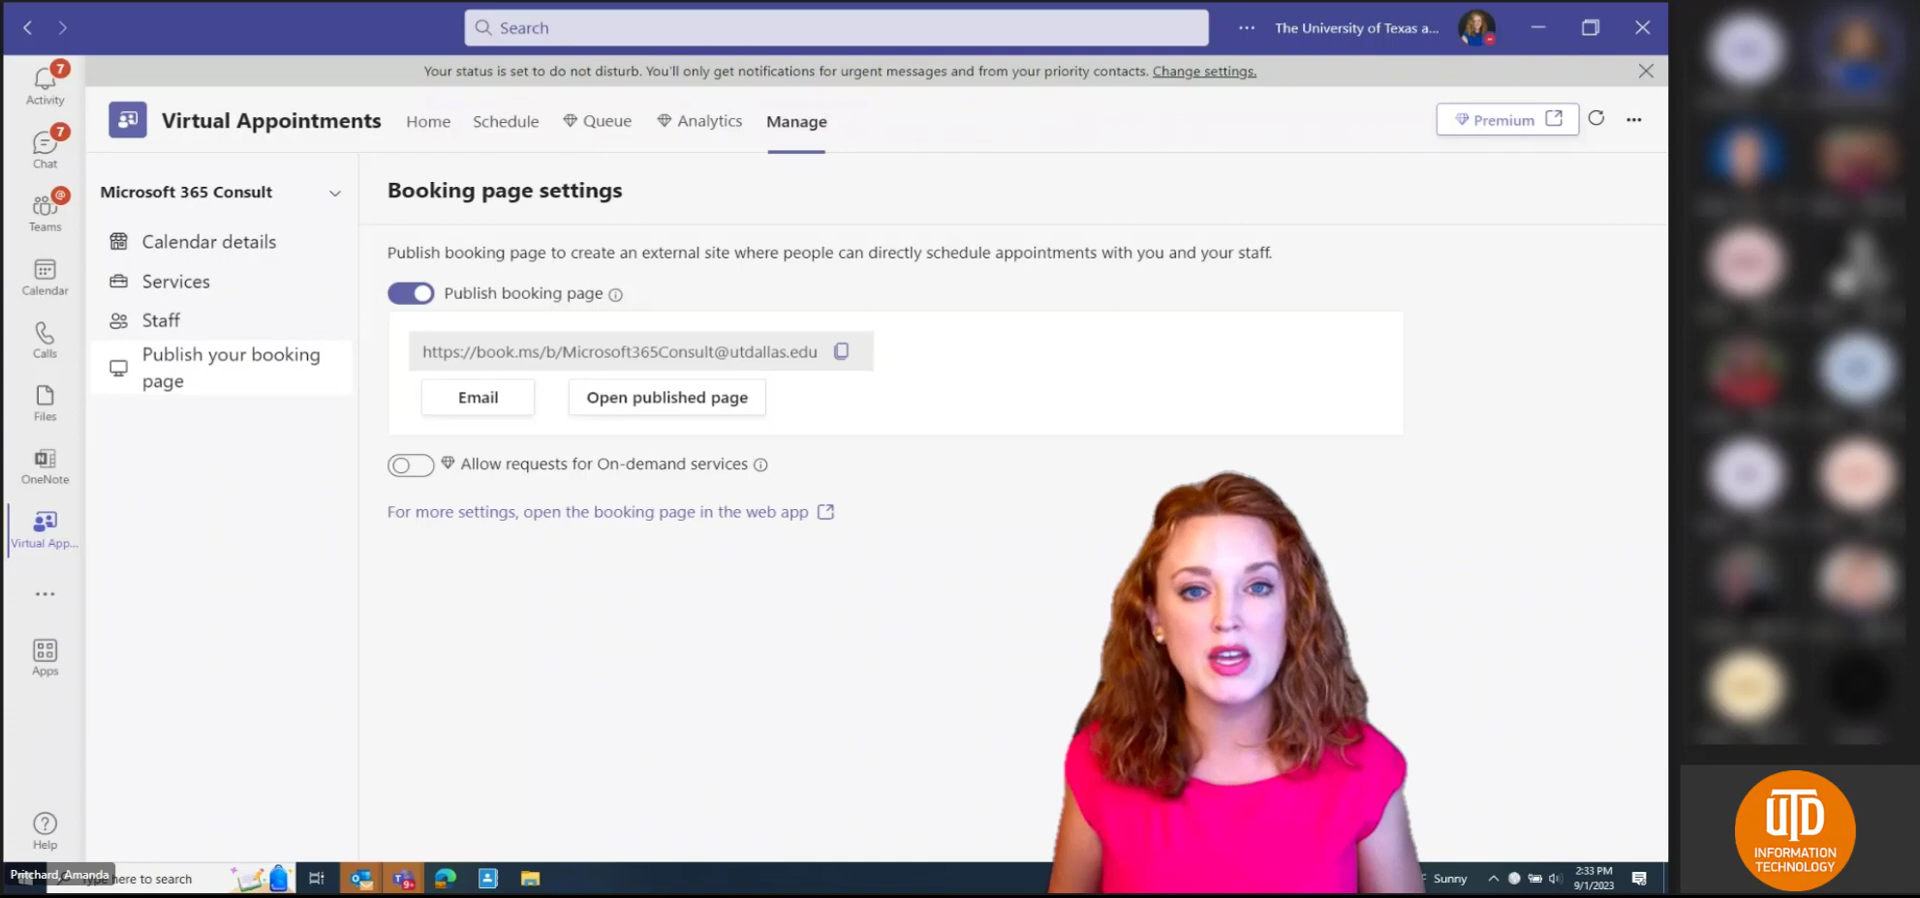 Search
The University of Texas a...
Your status is set to do not disturb. You'll only get notifications for urgent messages and from your priority contacts. Change settings.
7
Activity
7
Chat
@
Teams
Calendar
Calls
Files
OneNote
Virtual App...
Apps
Help
Virtual Appointments
Home
Schedule
Queue
Analytics
Manage
Premium
Microsoft 365 Consult
Calendar details
Services
Staff
Publish your booking
page
Booking page settings
Publish booking page to create an external site where people can directly schedule appointments with you and your staff.
Publish booking page
https://book.ms/b/Microsoft365Consult@utdallas.edu
Email
Open published page
Allow requests for On-demand services
For more settings, open the booking page in the web app
Pritchard, Amanda
here to search
Sunny
2:33 PM
9/1/2023
UTD
INFORMATION
TECHNOLOGY